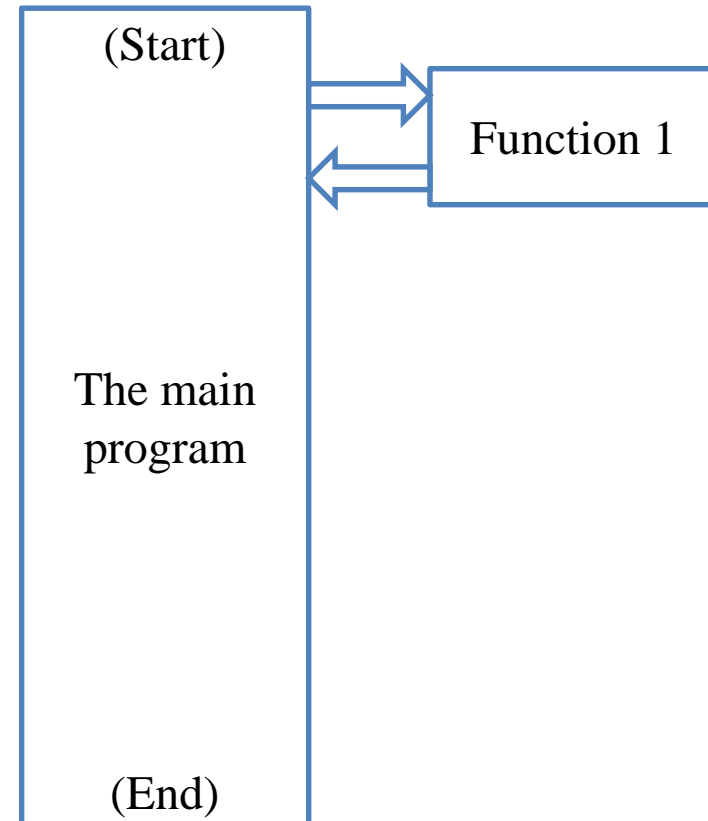 (Start)
Function 1
The main
program
(End)